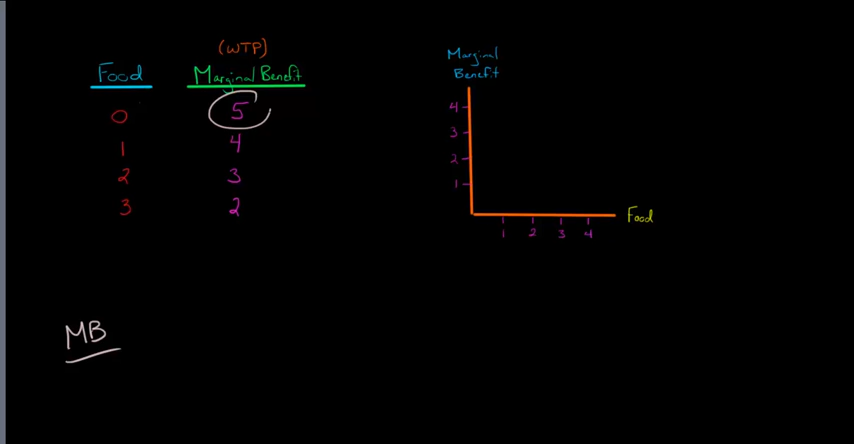 (WTP)
Food Marginal Benefit
0 5
1 4
2 3
3 2
MB
Marginal
Benefit
4
3
2
1
Food
1 2 3 4